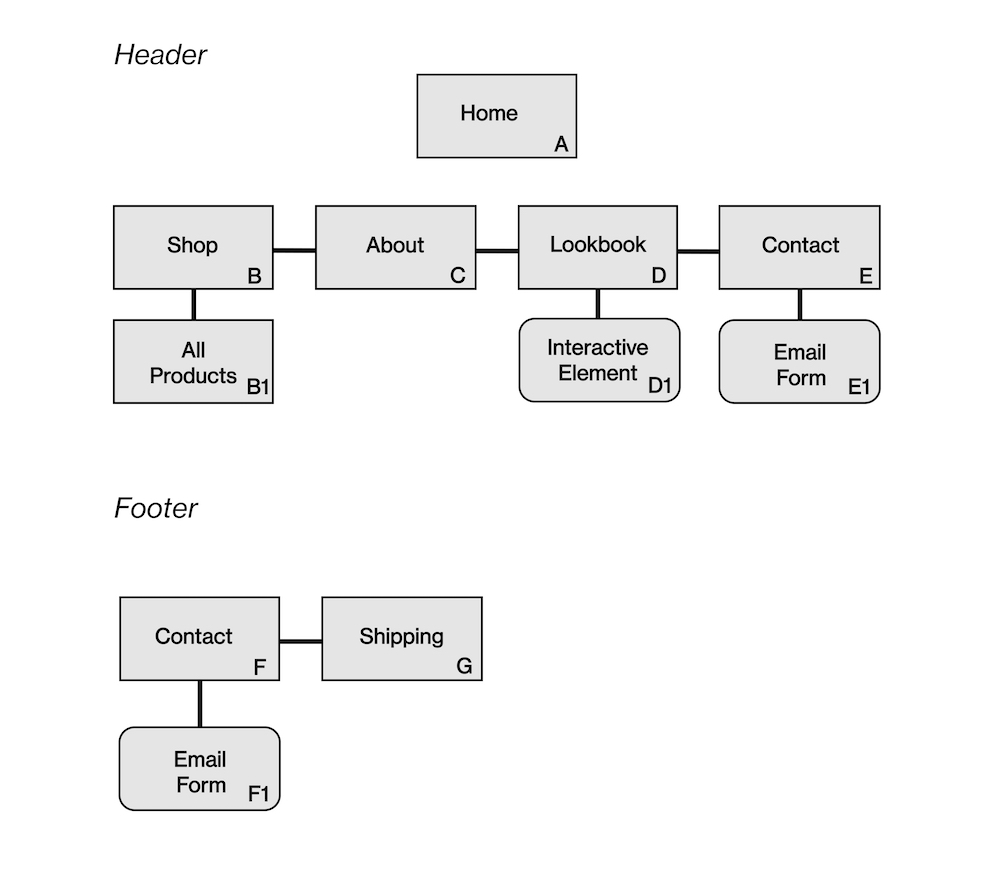 Header
Home
A
Shop
B
About
C
Lookbook
D
Contact
E
All
Products
B1
Interactive
Element
D1
Email
Form
E1
Footer
Contact
F
Shipping
G
Email
Form
F1